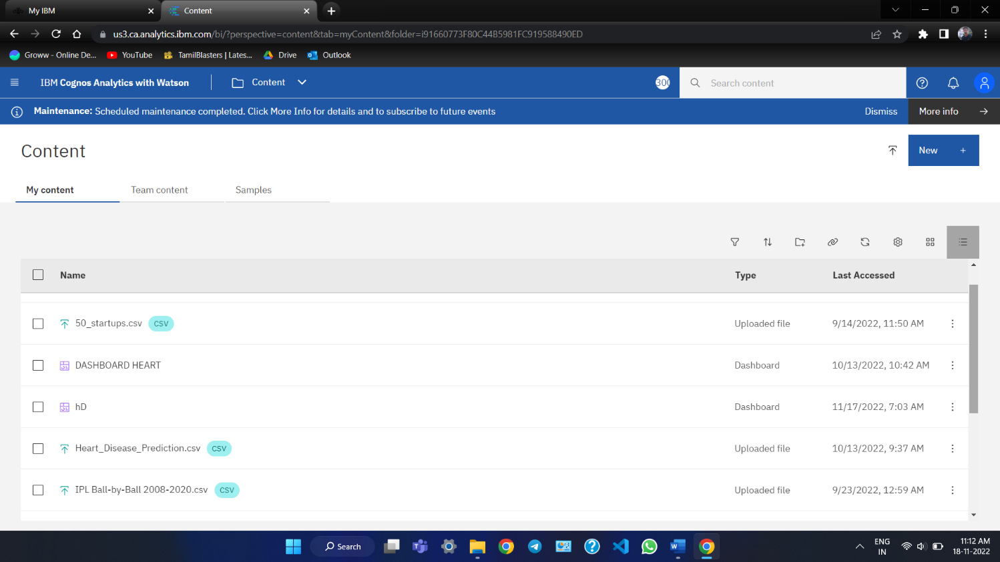 My IBM
Content
us3.ca.analytics.ibm.com/bi/?perspective=content&tab=myContent&folder=i91660773F80C44B5981FC919588490ED
Groww - Online De...
YouTube
TamilBlasters | Lates...
Drive
Outlook
IBM Cognos Analytics with Watson
Content
30
Search content
Maintenance: Scheduled maintenance completed. Click More Info for details and to subscribe to future events
Dismiss
More info
Content
New +
My content
Team content
Samples
Name
Type
Last Accessed
50_startups.csv CSV Uploaded file 9/14/2022, 11:50 AM
DASHBOARD HEART Dashboard 10/13/2022, 10:42 AM
hD Dashboard 11/17/2022, 7:03 AM
Heart_Disease_Prediction.csv CSV Uploaded file 10/13/2022, 9:37 AM
IPL Ball-by-Ball 2008-2020.csv CSV Uploaded file 9/23/2022, 12:59 AM
Search
ENG
IN
11:12 AM
18-11-2022